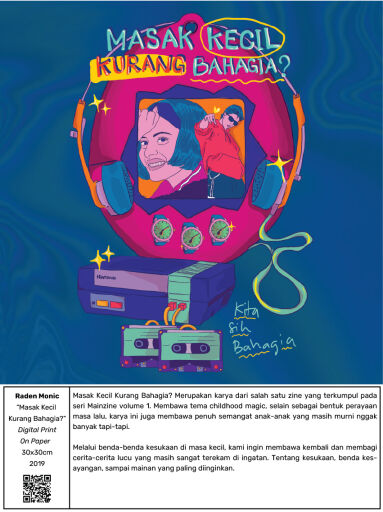 MASAK KECIL
KURANG BAHAGIA?
Kita
sih
Bahagia
Raden Monic
"Masak Kecil
Kurang Bahagia?"
Digital Print
On Paper
30x30cm
2019
Masak Kecil Kurang Bahagia? Merupakan karya dari salah satu zine yang terkumpul pada
seri Mainzine volume 1. Membawa tema childhood magic, selain sebagai bentuk perayaan
masa lalu, karya ini juga membawa penuh semangat anak-anak yang masih murni nggak
banyak tapi-tapi.
Melalui benda-benda kesukaan di masa kecil, kami ingin membawa kembali dan membagi
cerita-cerita lucu yang masih sangat terekam di ingatan. Tentang kesukaan, benda kes-
ayangan, sampai mainan yang paling diinginkan.